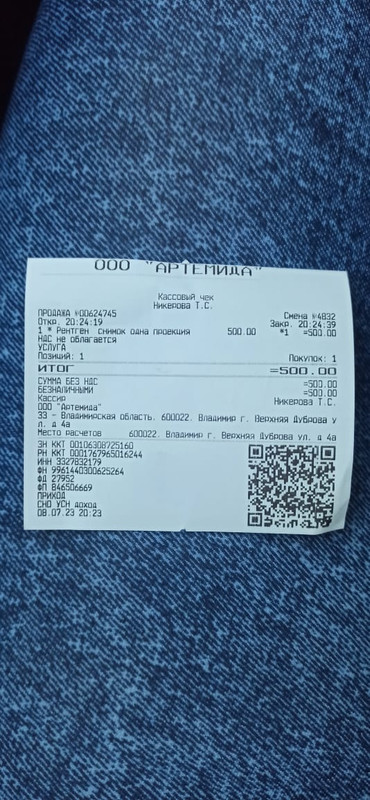 ООО "АРТЕМИДА"
Кассовый чек
Никерова Т.С.
ПРОДАЖА №00624745 Смена №4832
Откр. 20:24:19 Закр. 20:24:39
1 * Рентген снимок одна проекция 500.00 *1 =500.00
НДС не облагается
УСЛУГА
Позиций: 1 Покупок: 1
ИТОГ =500.00
СУММА БЕЗ НДС =500.00
БЕЗНАЛИЧНЫМИ =500.00
Кассир Никерова Т.С.
ООО "Артемида"
33 - Владимирская область, 600022, Владимир г, Верхняя Дуброва у
л, д 4а
Место расчетов 600022, Владимир г, Верхняя Дуброва ул, д 4а
ЗН ККТ 00106308725160
РН ККТ 0001767965016244
ИНН 3327832179
ФН 9961440300625264
ФД 27952
ФП 846506669
ПРИХОД
СНО УСН доход
08.07.23 20:23